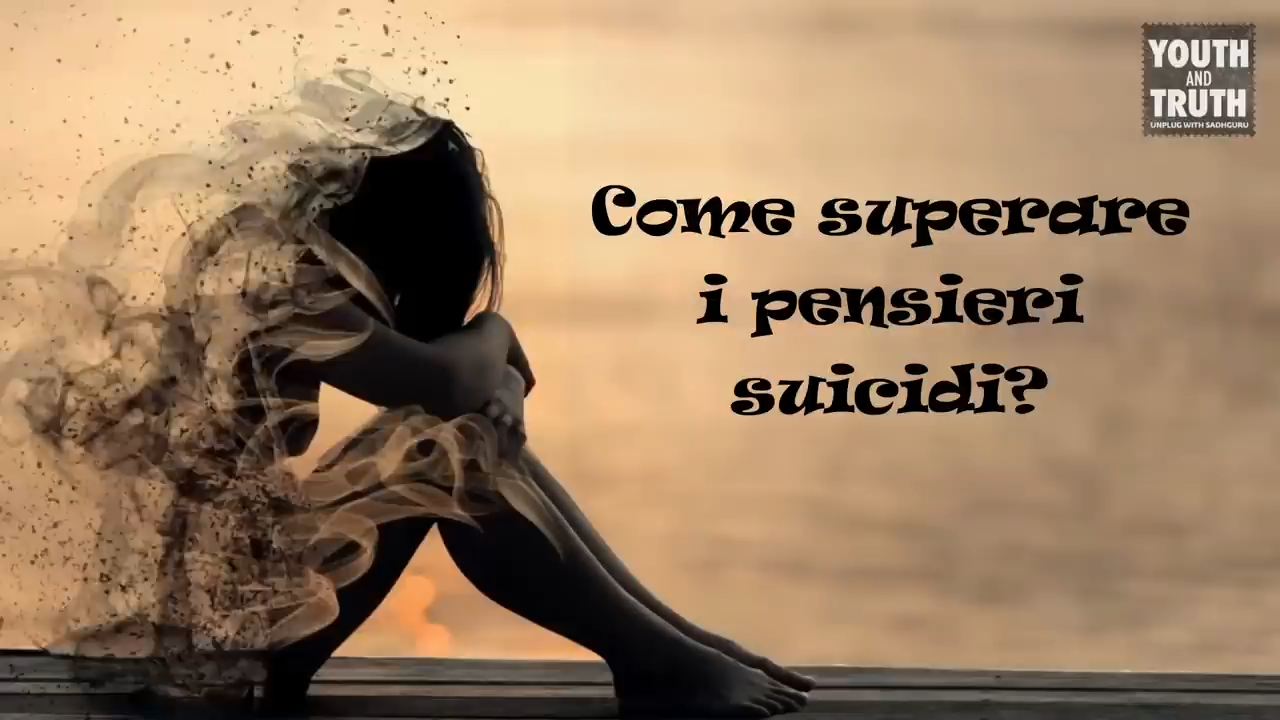 YOUTH
AND
TRUTH
UNPLUG WITH SADHGURU
Come superare
i pensieri
suicidi?